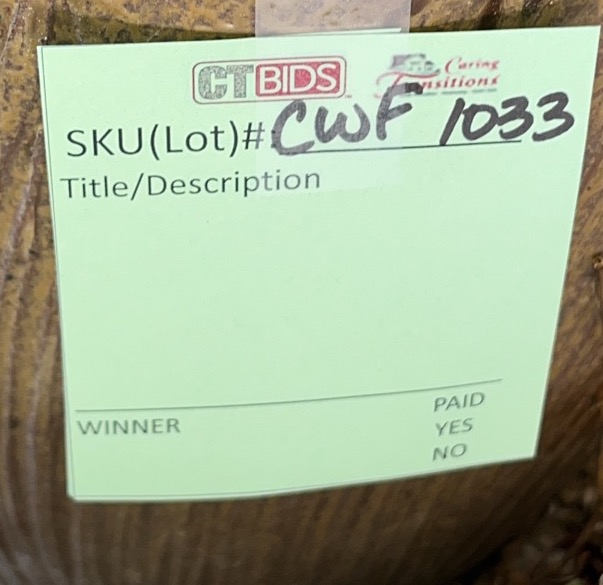 CTBIDS Caring Transitions
SKU(Lot)#: CWF 1033
Title/Description
PAID
WINNER YES
NO